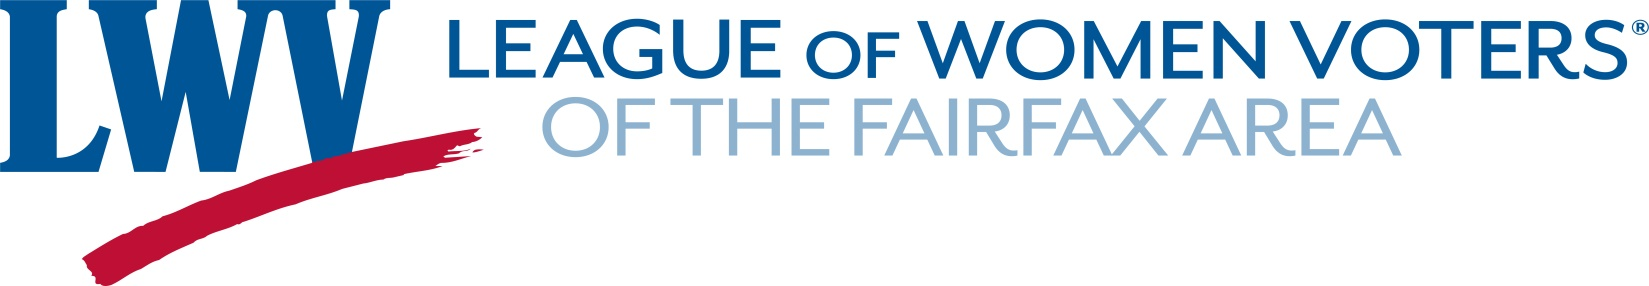 LWV
LEAGUE OF WOMEN VOTERS®
OF THE FAIRFAX AREA